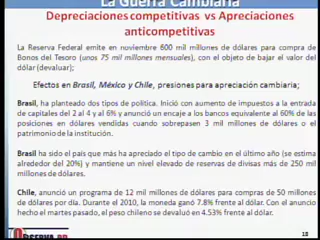 La Guerra Cambiaria
Depreciaciones competitivas vs Apreciaciones
anticompetitivas
La Reserva Federal emite en noviembre 600 mil millones de dólares para compra de
Bonos del Tesoro (unos 75 mil millones mensuales), con el objeto de bajar el valor del
dólar (devaluar);
Efectos en Brasil, México y Chile, presiones para apreciación cambiaria;
Brasil, ha planteado dos tipos de política. Inició con aumento de impuestos a la entrada
de capitales del 2 al 4 y al 6% y anunció un encaje a los bancos equivalente al 60% de las
posiciones en dólares vendidas cuando sobrepasen 3 mil millones de dólares o el
patrimonio de la institución.
Brasil ha sido el país que más ha apreciado el tipo de cambio en el último año (se estima
alrededor del 20%) y mantiene un nivel elevado de reservas de divisas más de 250 mil
millones de dólares.
Chile, anunció un programa de 12 mil millones de dólares para compras de 50 millones
de dólares por día. Durante el 2010, la moneda ganó 7.8% frente al dólar. Con el anuncio
hecho el martes pasado, el peso chileno se devaluó en 4.53% frente al dólar.
18